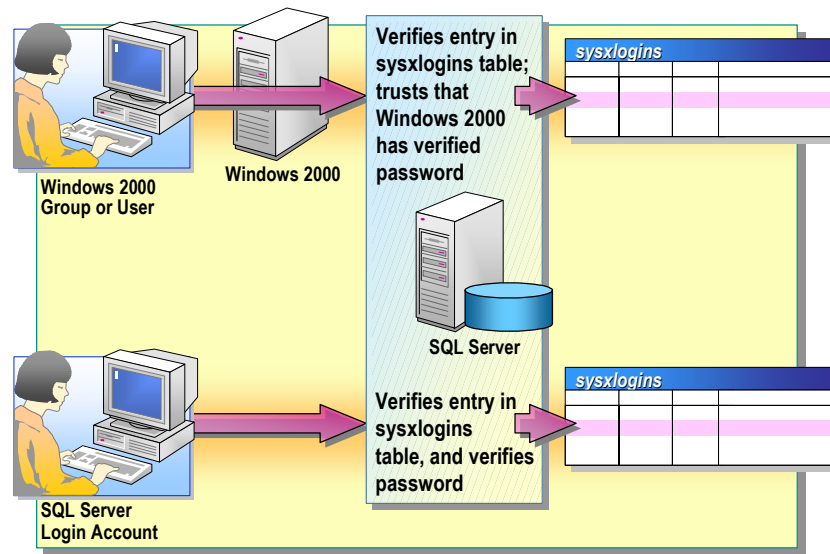 Verifies entry in
sysxlogins table;
trusts that
Windows 2000
has verified
password
sysxlogins
Windows 2000
Windows 2000
Group or User
SQL Server
Verifies entry in
sysxlogins
table, and verifies
password
sysxlogins
SQL Server
Login Account